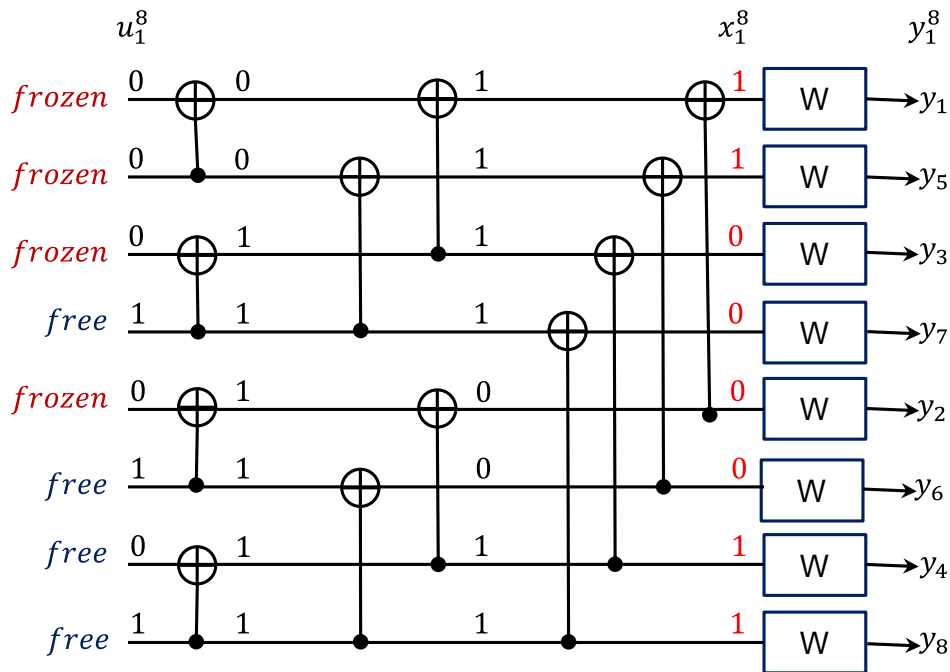 u₁⁸ x₁⁸ y₁⁸
frozen 0 0 1 1 W y₁
frozen 0 0 1 1 W y₅
frozen 0 1 1 0 W y₃
free 1 1 1 0 W y₇
frozen 0 1 0 0 W y₂
free 1 1 0 0 W y₆
free 0 1 1 1 W y₄
free 1 1 1 1 W y₈